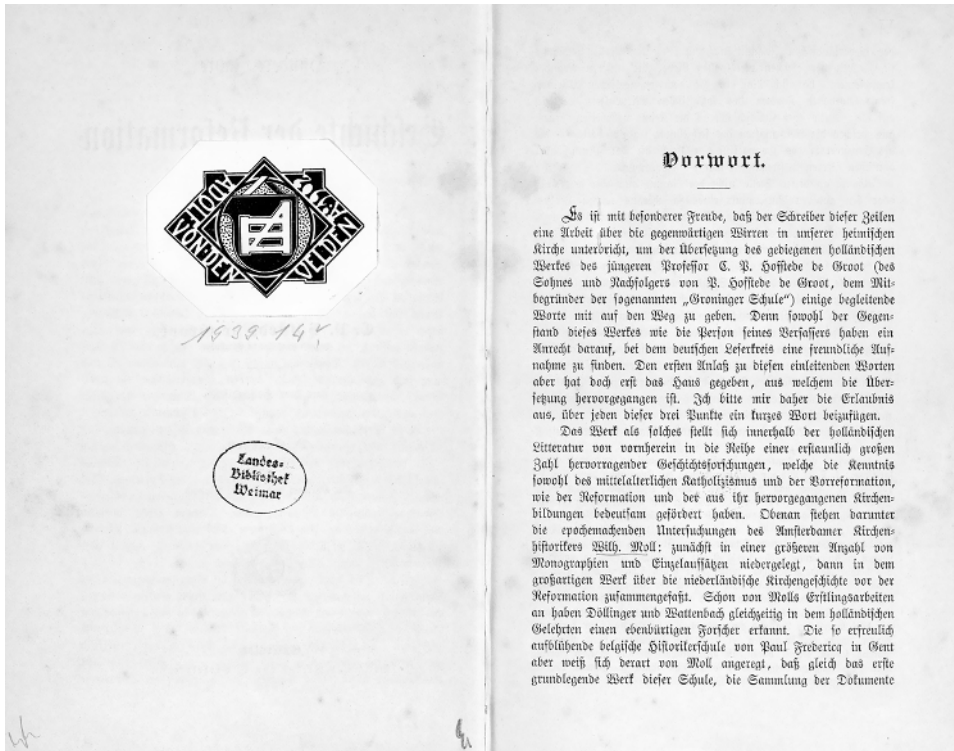 ADOLF
VON DEN
VELDEN
1939. 14
Landes-
Bibliothek
Weimar
Vorwort.
Es ist mit besonderer Freude, daß der Schreiber dieser Zeilen
eine Arbeit über die gegenwärtigen Wirren in unserer heimischen
Kirche unterbricht, um der Übersetzung des gediegenen holländischen
Werkes des jüngeren Professor C. P. Hofstede de Groot (des
Sohnes und Nachfolgers von P. Hofstede de Groot, dem Mit-
begründer der sogenannten „Groninger Schule“) einige begleitende
Worte mit auf den Weg zu geben. Denn sowohl der Gegen-
stand dieses Werkes wie die Person seines Verfassers haben ein
Anrecht darauf, bei dem deutschen Leserkreis eine freundliche Auf-
nahme zu finden. Den ersten Anlaß zu diesen einleitenden Worten
aber hat doch erst das Haus gegeben, aus welchem die Über-
setzung hervorgegangen ist. Ich bitte mir daher die Erlaubnis
aus, über jeden dieser drei Punkte ein kurzes Wort beizufügen.
Das Werk als solches stellt sich innerhalb der holländischen
Litteratur von vornherein in die Reihe einer erstaunlich großen
Zahl hervorragender Geschichtsforschungen, welche die Kenntnis
sowohl des mittelalterlichen Katholizismus und der Vorreformation,
wie der Reformation und der aus ihr hervorgegangenen Kirchen-
bildungen bedeutsam gefördert haben. Obenan stehen darunter
die epochemachenden Untersuchungen des Amsterdamer Kirchen-
historikers Wilh. Moll: zunächst in einer größeren Anzahl von
Monographien und Einzelaufsätzen niedergelegt, dann in dem
großartigen Werk über die niederländische Kirchengeschichte vor der
Reformation zusammengefaßt. Schon von Molls Erstlingsarbeiten
an haben Döllinger und Wattenbach gleichzeitig in dem holländischen
Gelehrten einen ebenbürtigen Forscher erkannt. Die so erfreulich
aufblühende belgische Historikerschule von Paul Fredericq in Gent
aber weiß sich derart von Moll angeregt, daß gleich das erste
grundlegende Werk dieser Schule, die Sammlung der Dokumente